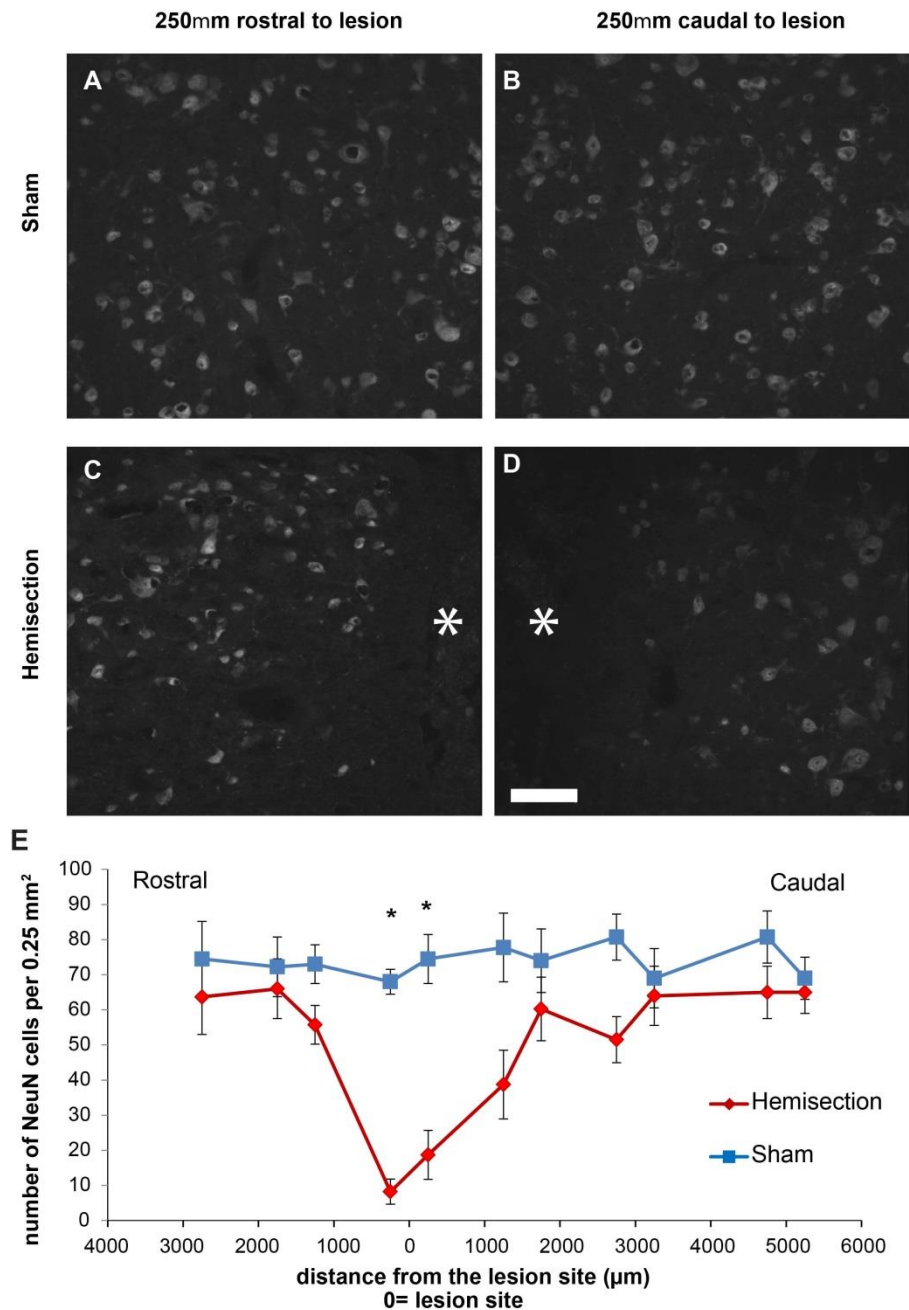 250mm rostral to lesion 250mm caudal to lesion
A B
Sham
C D
Hemisection
* *
E
100
90
80
70
60
50
40
30
20
10
0
number of NeuN cells per 0.25 mm²
Rostral Caudal
* *
Hemisection
Sham
4000 3000 2000 1000 0 1000 2000 3000 4000 5000 6000
distance from the lesion site (µm)
0= lesion site